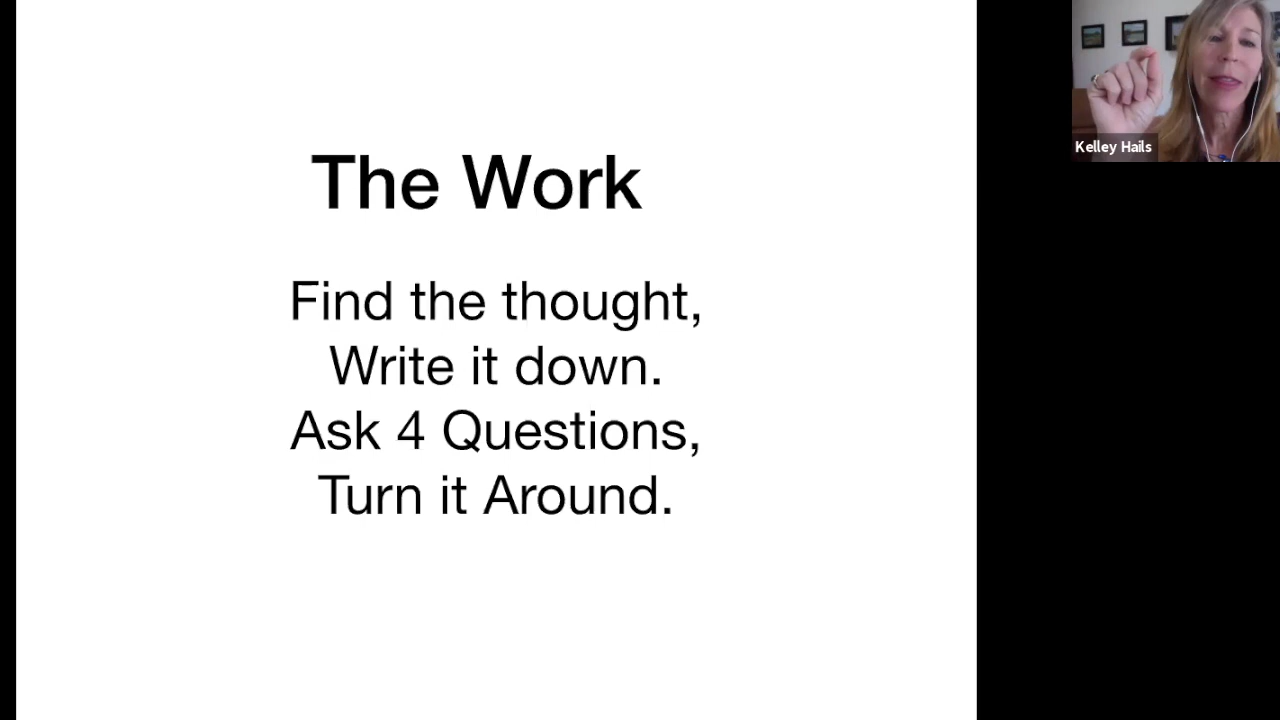 The Work
Find the thought,
Write it down.
Ask 4 Questions,
Turn it Around.
Kelley Hails